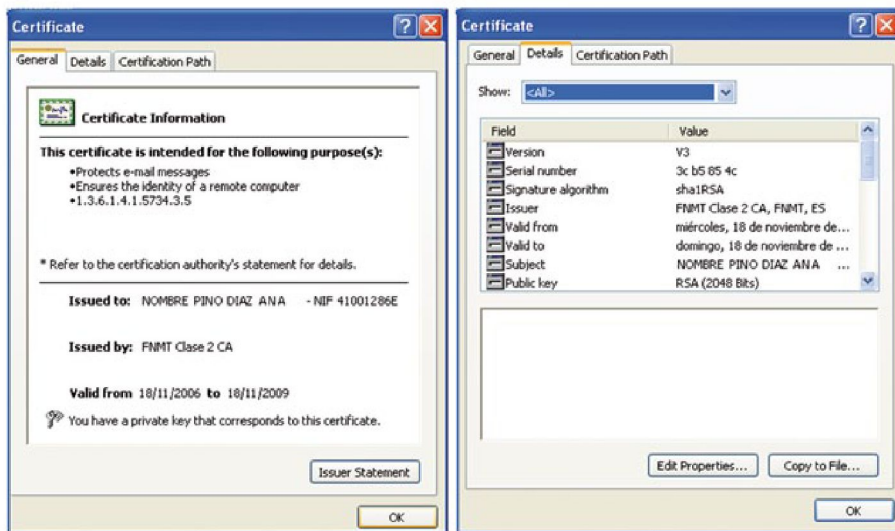 Certificate
General Details Certification Path
Certificate Information
This certificate is intended for the following purpose(s):
•Protects e-mail messages
•Ensures the identity of a remote computer
•1.3.6.1.4.1.5734.3.5
* Refer to the certification authority's statement for details.
Issued to: NOMBRE PINO DIAZ ANA - NIF 41001286E
Issued by: FNMT Clase 2 CA
Valid from 18/11/2006 to 18/11/2009
You have a private key that corresponds to this certificate.
Issuer Statement
OK
Certificate
General Details Certification Path
Show: <All>
Field Value
Version V3
Serial number 3c b5 85 4c
Signature algorithm sha1RSA
Issuer FNMT Clase 2 CA, FNMT, ES
Valid from miércoles, 18 de noviembre de...
Valid to domingo, 18 de noviembre de ...
Subject NOMBRE PINO DIAZ ANA ...
Public key RSA (2048 Bits)
Edit Properties... Copy to File...
OK